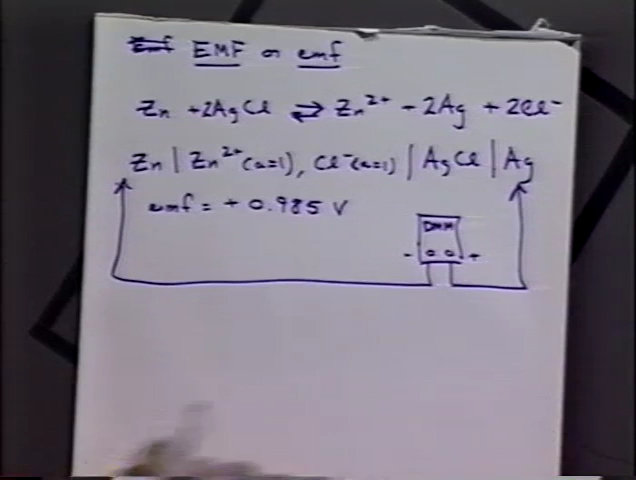 Emf EMF or emf
Zn + 2AgCl ⇌ Zn²⁺ + 2Ag + 2Cl⁻
Zn | Zn²⁺ (a=1), Cl⁻ (a=1) | AgCl | Ag
emf = + 0.985 V
DMM
- +